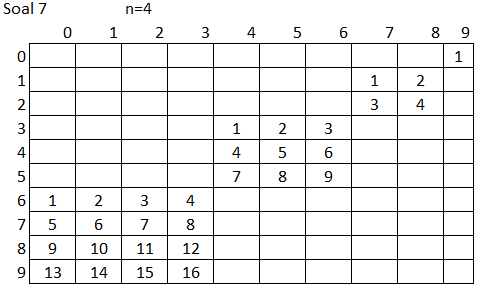 Soal 7 n=4
0 1 2 3 4 5 6 7 8 9
0 1
1 1 2
2 3 4
3 1 2 3
4 4 5 6
5 7 8 9
6 1 2 3 4
7 5 6 7 8
8 9 10 11 12
9 13 14 15 16